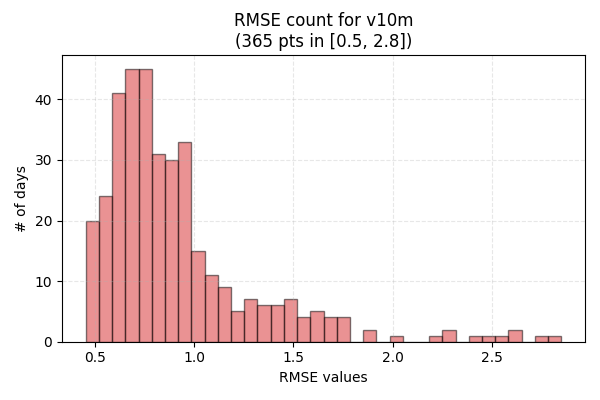 RMSE count for v10m
(365 pts in [0.5, 2.8])
# of days
40
30
20
10
0
0.5 1.0 1.5 2.0 2.5
RMSE values